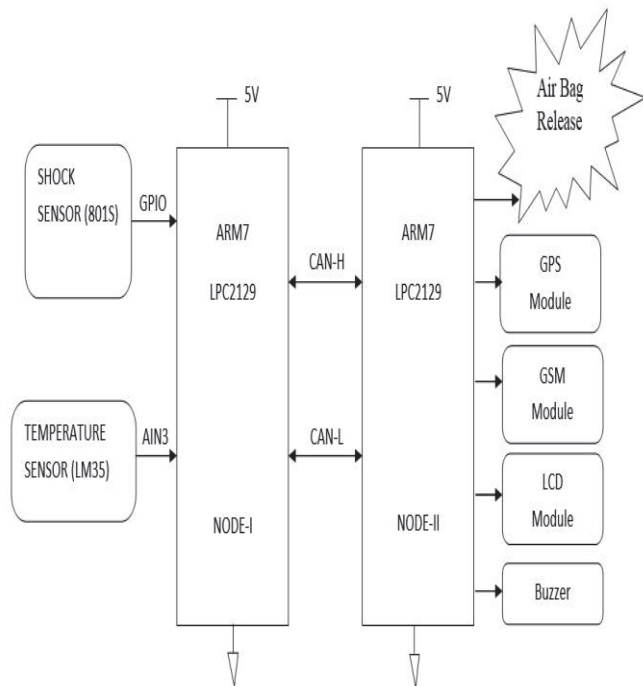 5V
5V
Air Bag
Release
SHOCK
SENSOR (801S)
GPIO
ARM7
LPC2129
CAN-H
ARM7
LPC2129
GPS
Module
GSM
Module
TEMPERATURE
SENSOR (LM35)
AIN3
CAN-L
LCD
Module
NODE-I
NODE-II
Buzzer